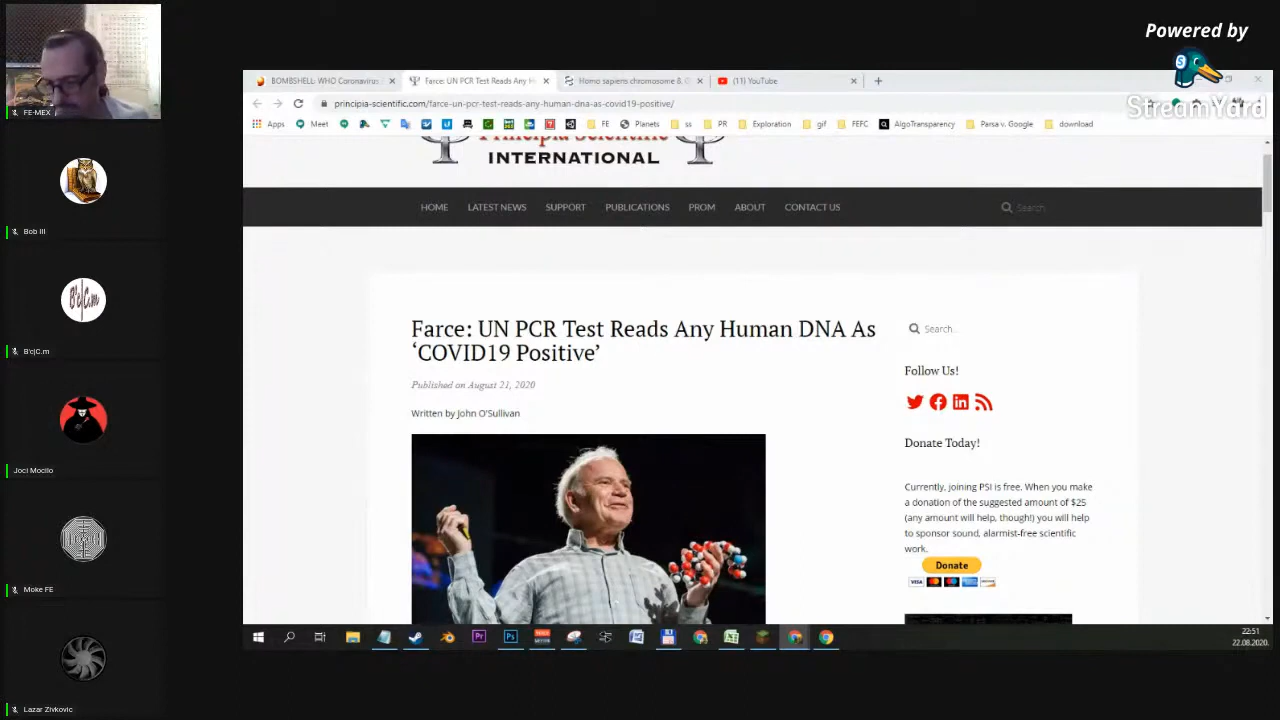 Powered by
StreamYard
FE-MEX
Bob III
B'c|C.m
Joci Mocilo
Moke FE
Lazar Zivkovic
BOMBSHELL: WHO Coronavirus
Farce: UN PCR Test Reads Any H
Homo sapiens chromosome 8, G
(11) YouTube
principia-scientific.com/farce-un-pcr-test-reads-any-human-dna-as-covid19-positive/
Apps Meet FE Planets ss PR Exploration gif FEFC AlgoTransparency Parsa v. Google download
Principia Scientific
INTERNATIONAL
HOME LATEST NEWS SUPPORT PUBLICATIONS PROM ABOUT CONTACT US Search
Farce: UN PCR Test Reads Any Human DNA As
‘COVID19 Positive’
Published on August 21, 2020
Written by John O'Sullivan
Search.
Follow Us!
Donate Today!
Currently, joining PSI is free. When you make
a donation of the suggested amount of $25
(any amount will help, though!) you will help
to sponsor sound, alarmist-free scientific
work.
Donate
VISA
22:51
22.08.2020.